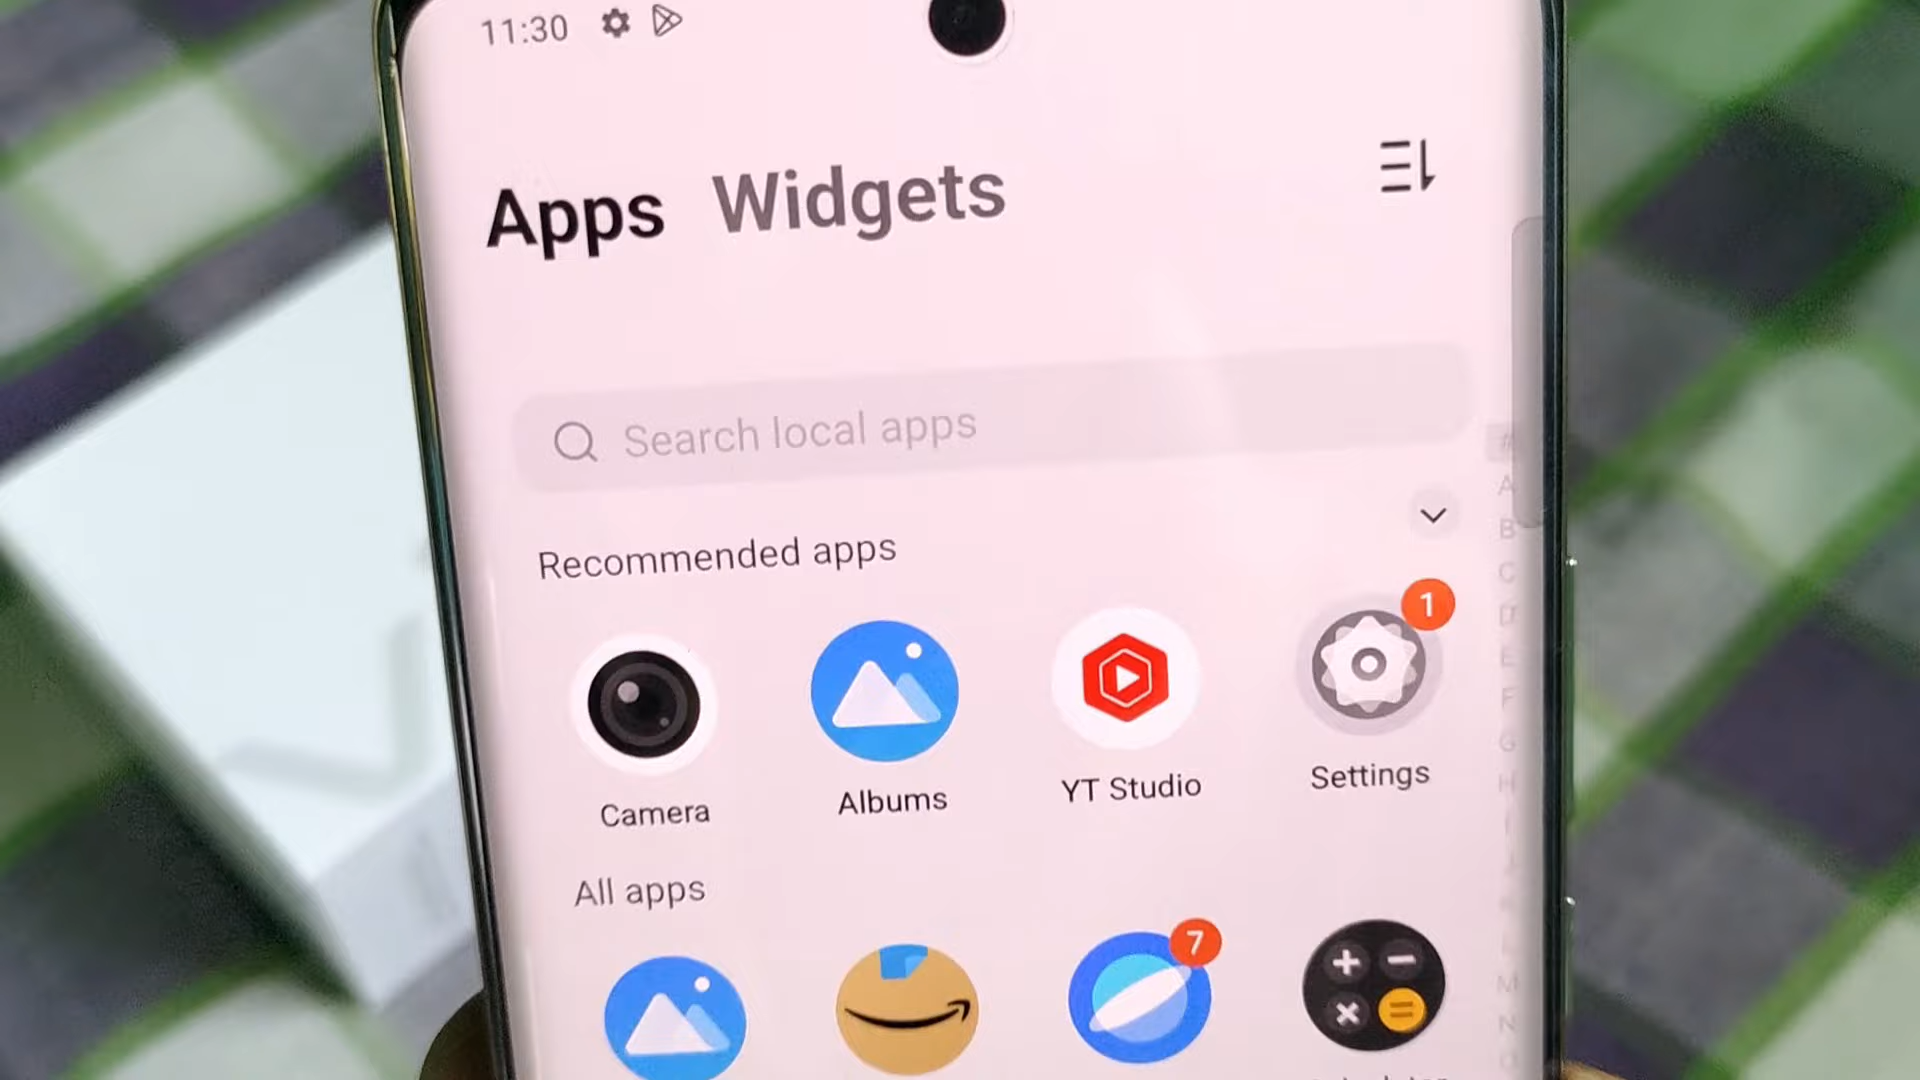 11:30
Apps Widgets
Search local apps
Recommended apps
1
Camera Albums YT Studio Settings
All apps
7
#
A
B
C
D
E
F
G
H
I
J
M
N
O